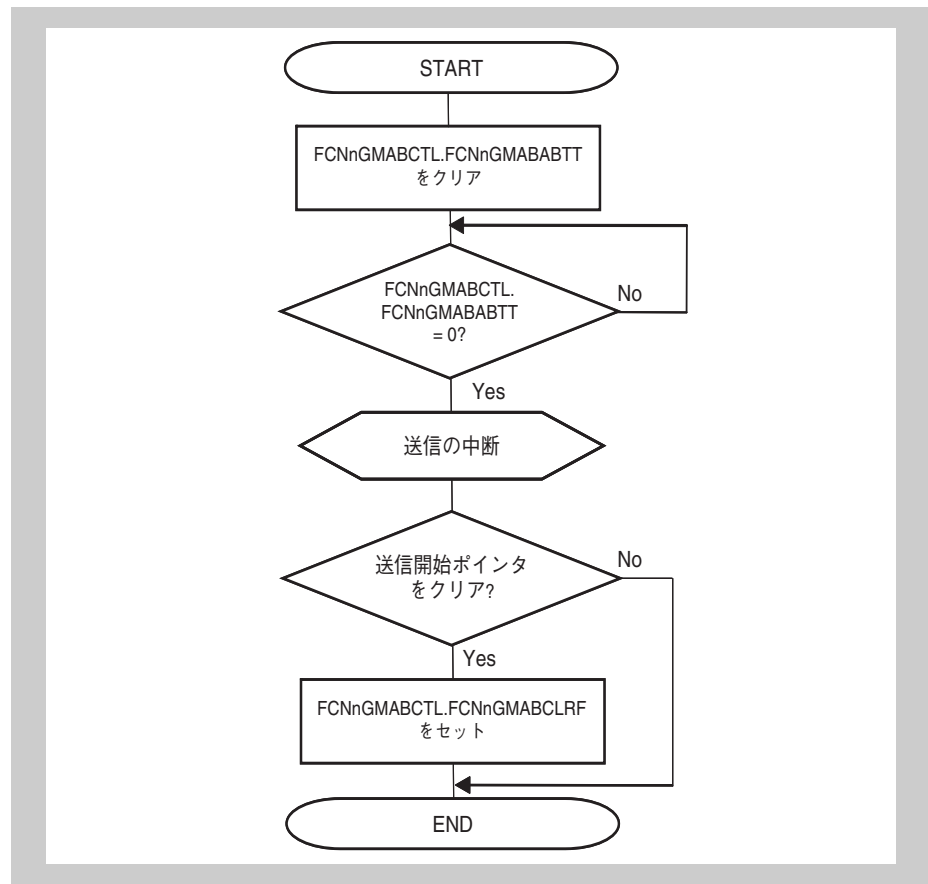 START
FCNnGMABCTL.FCNnGMABABTT
をクリア
FCNnGMABCTL.
FCNnGMABABTT
= 0?
No
Yes
送信の中断
送信開始ポインタ
をクリア?
No
Yes
FCNnGMABCTL.FCNnGMABCLRF
をセット
END